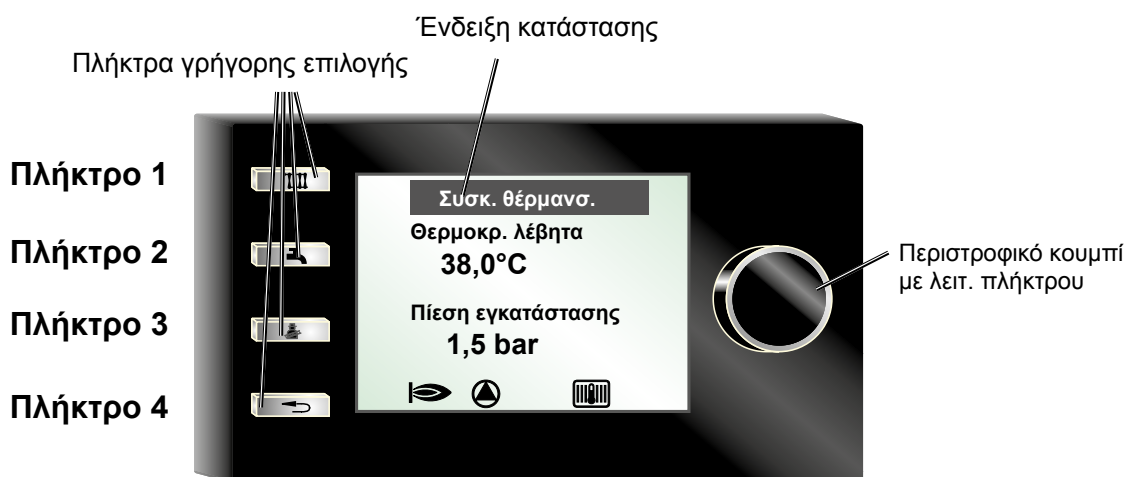 Ένδειξη κατάστασης
Πλήκτρα γρήγορης επιλογής
Πλήκτρο 1
Πλήκτρο 2
Πλήκτρο 3
Πλήκτρο 4
Συσκ. θέρμανσ.
Θερμοκρ. λέβητα
38,0°C
Πίεση εγκατάστασης
1,5 bar
Περιστροφικό κουμπί
με λειτ. πλήκτρου